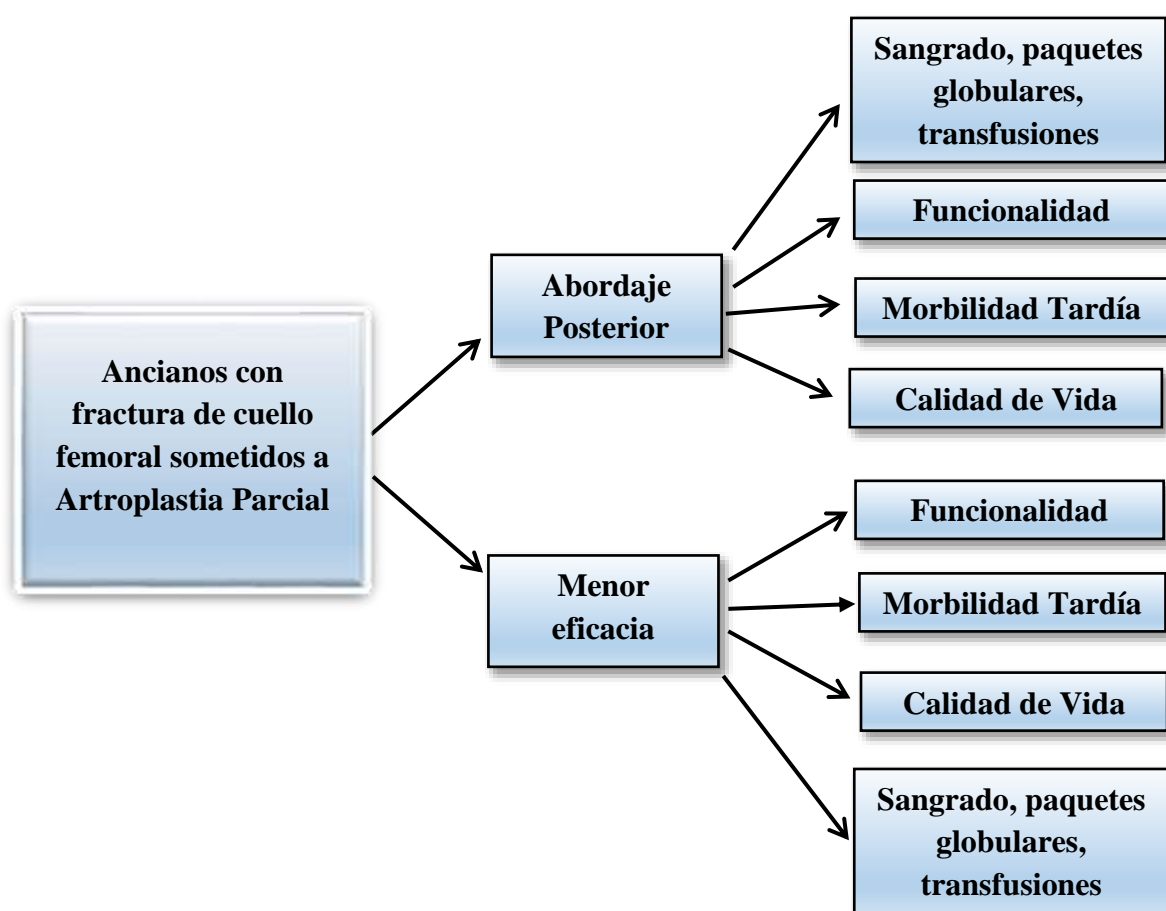 Ancianos con
fractura de cuello
femoral sometidos a
Artroplastia Parcial
Abordaje
Posterior
Sangrado, paquetes
globulares,
transfusiones
Funcionalidad
Morbilidad Tardía
Calidad de Vida
Menor
eficacia
Funcionalidad
Morbilidad Tardía
Calidad de Vida
Sangrado, paquetes
globulares,
transfusiones